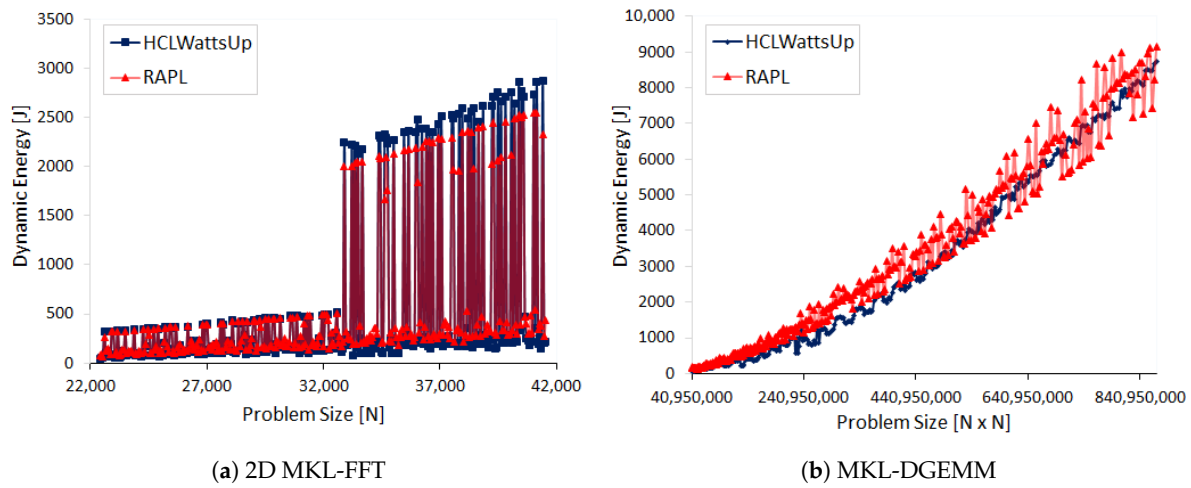 3500
3000
2500
2000
1500
1000
500
0
Dynamic Energy [J]
HCLWattsUp
RAPL
22,000 27,000 32,000 37,000 42,000
Problem Size [N]
(a) 2D MKL-FFT
10,000
9000
8000
7000
6000
5000
4000
3000
2000
1000
0
Dynamic Energy [J]
HCLWattsUp
RAPL
40,950,000 240,950,000 440,950,000 640,950,000 840,950,000
Problem Size [N x N]
(b) MKL-DGEMM